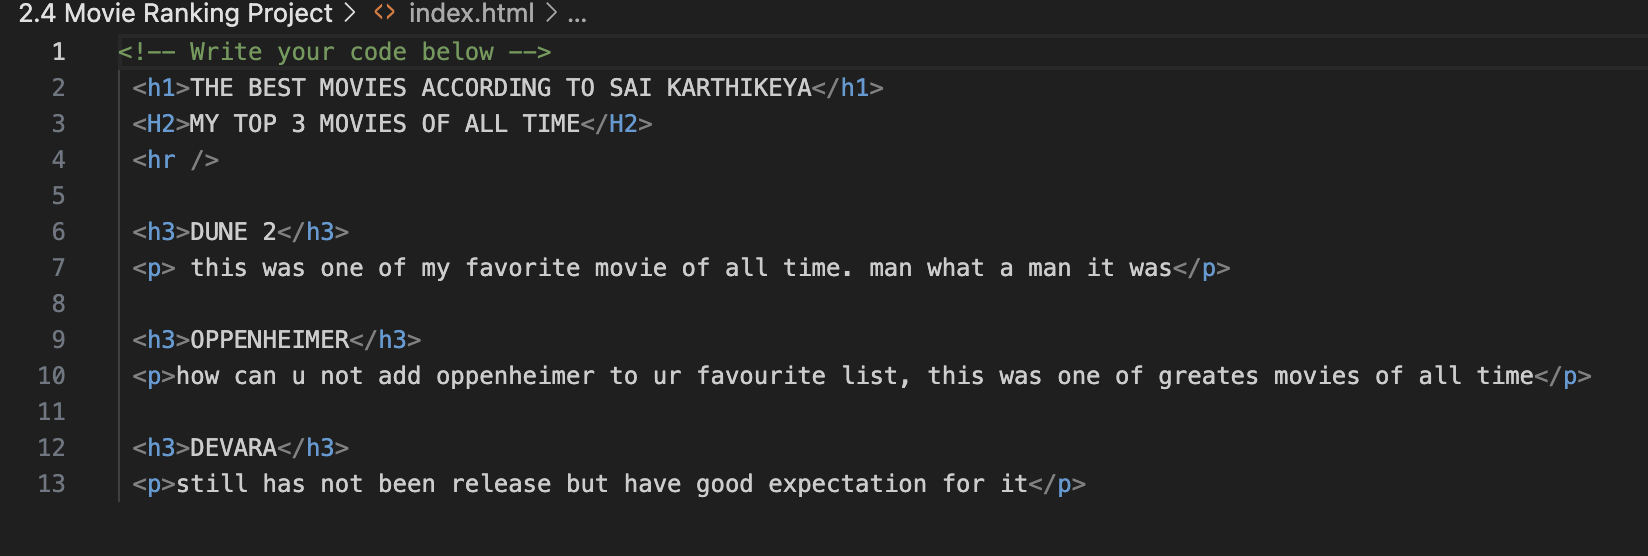 2.4 Movie Ranking Project > <> index.html > ...
1 <!-- Write your code below -->
2 <h1>THE BEST MOVIES ACCORDING TO SAI KARTHIKEYA</h1>
3 <H2>MY TOP 3 MOVIES OF ALL TIME</H2>
4 <hr />
5
6 <h3>DUNE 2</h3>
7 <p> this was one of my favorite movie of all time. man what a man it was</p>
8
9 <h3>OPPENHEIMER</h3>
10 <p>how can u not add oppenheimer to ur favourite list, this was one of greates movies of all time</p>
11
12 <h3>DEVARA</h3>
13 <p>still has not been release but have good expectation for it</p>